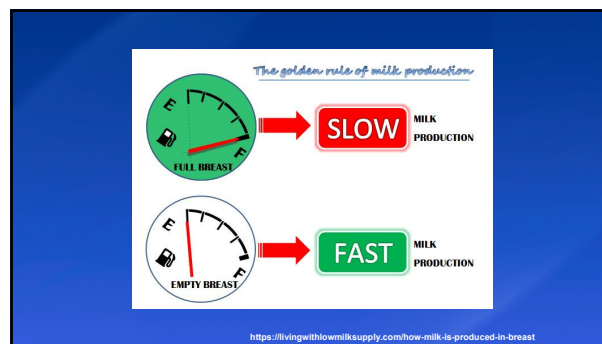 The golden rule of milk production
E
F
FULL BREAST
SLOW
MILK
PRODUCTION
E
F
EMPTY BREAST
FAST
MILK
PRODUCTION
https://livingwithlowmilksupply.com/how-milk-is-produced-in-breast